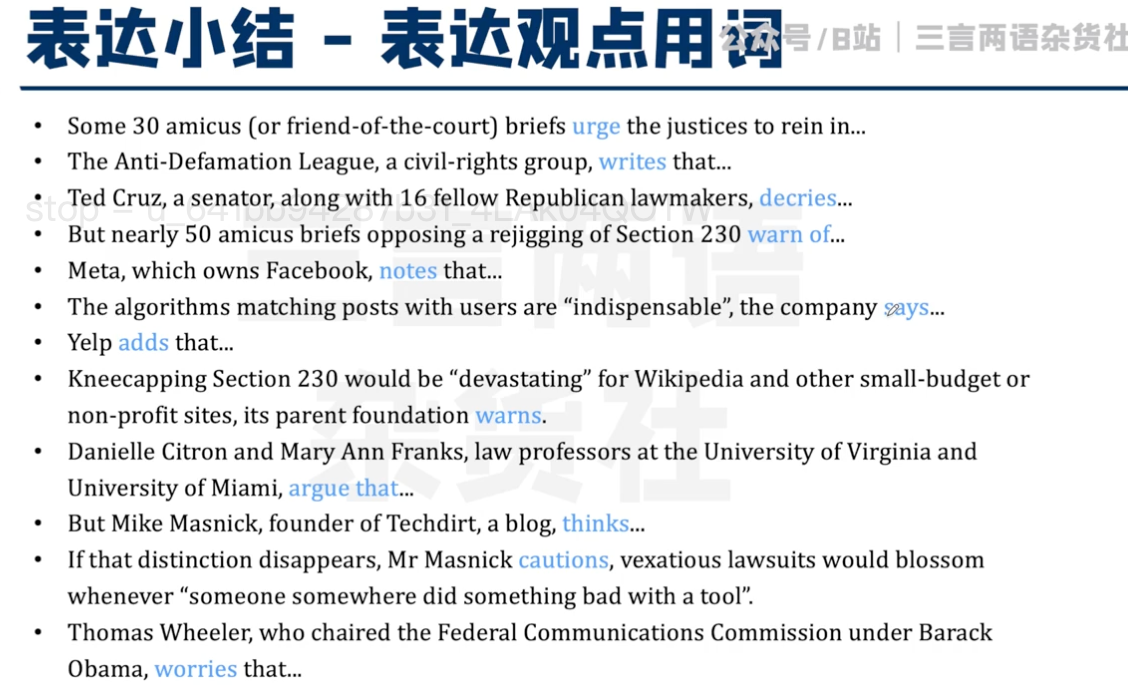 表达小结 - 表达观点用词
公众号/B站｜三言两语杂货社
• Some 30 amicus (or friend-of-the-court) briefs urge the justices to rein in...
• The Anti-Defamation League, a civil-rights group, writes that...
• Ted Cruz, a senator, along with 16 fellow Republican lawmakers, decries...
• But nearly 50 amicus briefs opposing a rejigging of Section 230 warn of...
• Meta, which owns Facebook, notes that...
• The algorithms matching posts with users are “indispensable”, the company says...
• Yelp adds that...
• Kneecapping Section 230 would be “devastating” for Wikipedia and other small-budget or
non-profit sites, its parent foundation warns.
• Danielle Citron and Mary Ann Franks, law professors at the University of Virginia and
University of Miami, argue that...
• But Mike Masnick, founder of Techdirt, a blog, thinks...
• If that distinction disappears, Mr Masnick cautions, vexatious lawsuits would blossom
whenever “someone somewhere did something bad with a tool”.
• Thomas Wheeler, who chaired the Federal Communications Commission under Barack
Obama, worries that...
三言两语
杂货社